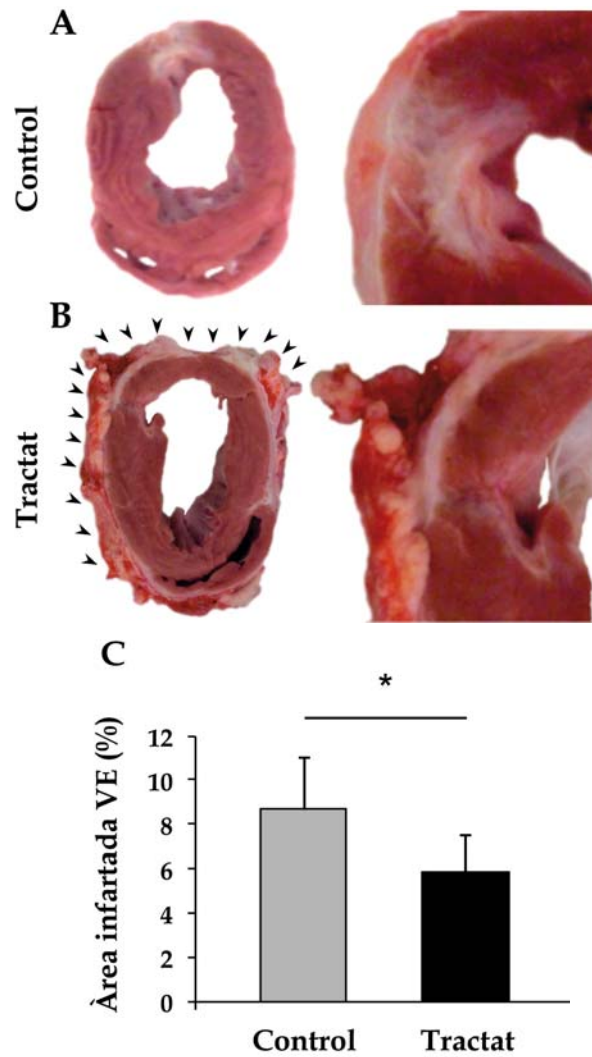 A
Control
B
Tractat
C
*
Àrea infartada VE (%)
12
10
8
6
4
2
0
Control
Tractat